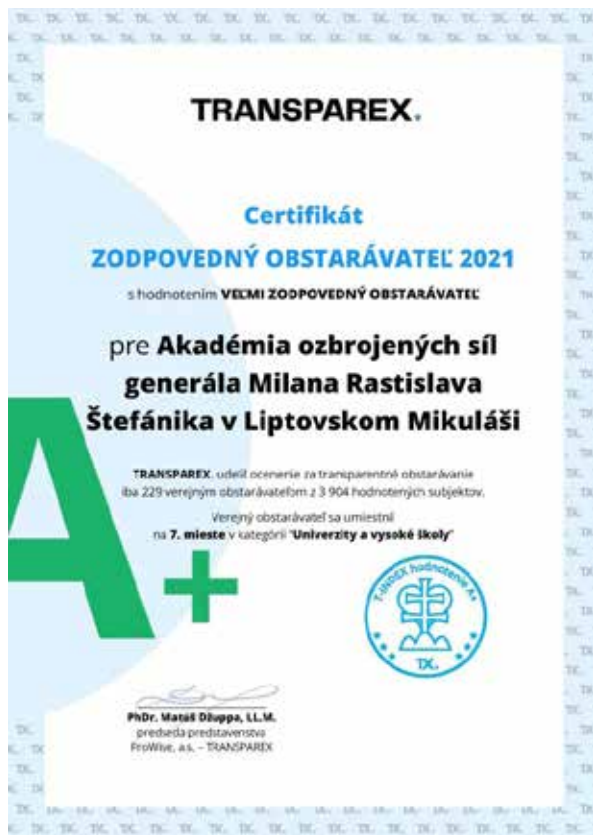 TRANSPAREX.
Certifikát
ZODPOVEDNÝ OBSTARÁVATEĽ 2021
s hodnotením VEĽMI ZODPOVEDNÝ OBSTARÁVATEĽ
pre Akadémia ozbrojených síl
generála Milana Rastislava
Štefánika v Liptovskom Mikuláši
TRANSPAREX. udelil ocenenie za transparentné obstarávanie
iba 229 verejným obstarávateľom z 3 904 hodnotených subjektov.
Verejný obstarávateľ sa umiestnil
na 7. mieste v kategórii "Univerzity a vysoké školy"
A+
T-INDEX hodnotenie A+
TX.
PhDr. Matúš Džuppa, LL.M.
predseda predstavenstva
FroWise, a.s. – TRANSPAREX